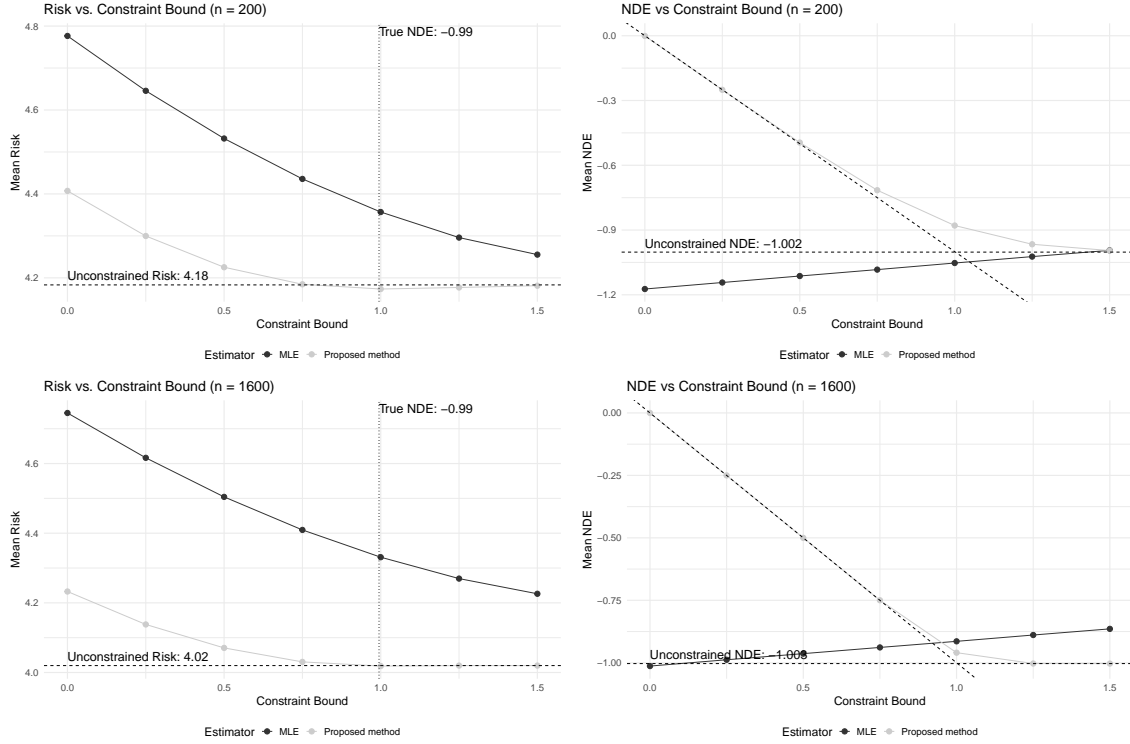 Risk vs. Constraint Bound (n = 200)
True NDE: −0.99
4.8
4.6
4.4
4.2
Mean Risk
Unconstrained Risk: 4.18
0.0 0.5 1.0 1.5
Constraint Bound
Estimator MLE Proposed method
NDE vs Constraint Bound (n = 200)
0.0
−0.3
−0.6
−0.9
−1.2
Mean NDE
Unconstrained NDE: −1.002
0.0 0.5 1.0 1.5
Constraint Bound
Estimator MLE Proposed method
Risk vs. Constraint Bound (n = 1600)
True NDE: −0.99
4.6
4.4
4.2
4.0
Mean Risk
Unconstrained Risk: 4.02
0.0 0.5 1.0 1.5
Constraint Bound
Estimator MLE Proposed method
NDE vs Constraint Bound (n = 1600)
0.00
−0.25
−0.50
−0.75
−1.00
Mean NDE
Unconstrained NDE:
0.0 0.5 1.0 1.5
Constraint Bound
Estimator MLE Proposed method